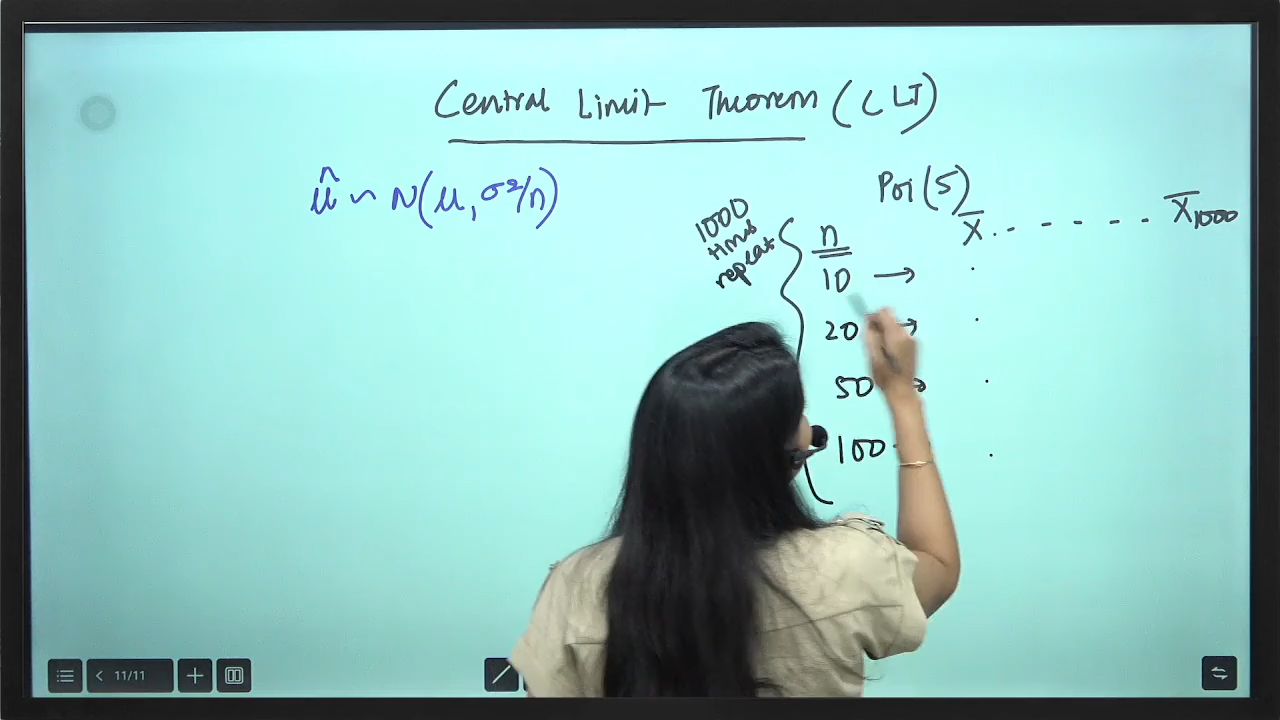 Central Limit Theorem (CLT)
û ~ N(μ, σ²/n)
Poi(5)
1000
times
repeat
n
X̄ . - - - - - X̄1000
10 → .
20 → .
50 → .
100 .
11/11